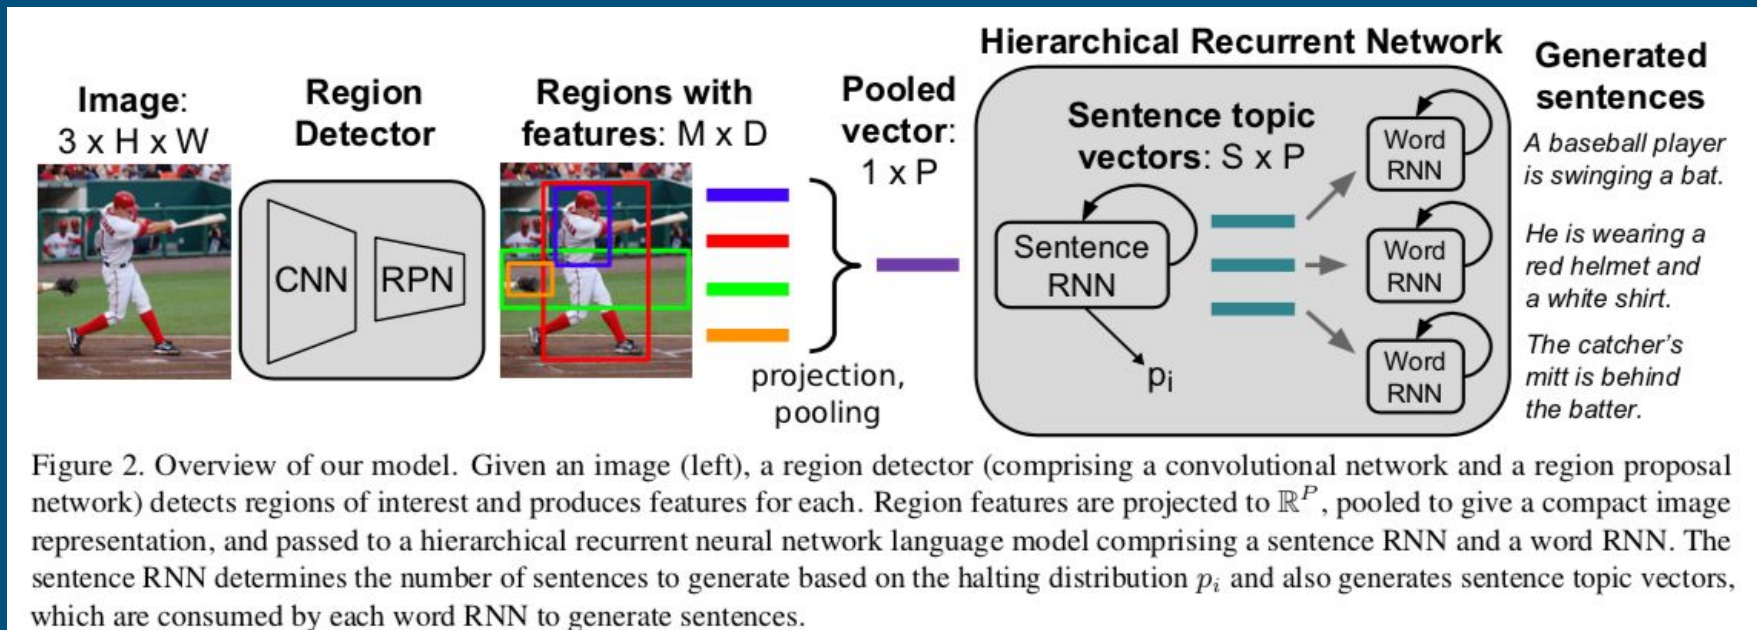 Image:
3 x H x W
Region
Detector
CNN
RPN
Regions with
features: M x D
projection,
pooling
Pooled
vector:
1 x P
Hierarchical Recurrent Network
Sentence topic
vectors: S x P
Sentence
RNN
pi
Word
RNN
Word
RNN
Word
RNN
Generated
sentences
A baseball player
is swinging a bat.
He is wearing a
red helmet and
a white shirt.
The catcher's
mitt is behind
the batter.
Figure 2. Overview of our model. Given an image (left), a region detector (comprising a convolutional network and a region proposal
network) detects regions of interest and produces features for each. Region features are projected to ℝ^P, pooled to give a compact image
representation, and passed to a hierarchical recurrent neural network language model comprising a sentence RNN and a word RNN. The
sentence RNN determines the number of sentences to generate based on the halting distribution p_i and also generates sentence topic vectors,
which are consumed by each word RNN to generate sentences.